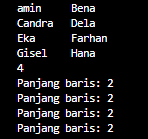 amin    Bena
Candra  Dela
Eka     Farhan
Gisel   Hana
4
Panjang baris: 2
Panjang baris: 2
Panjang baris: 2
Panjang baris: 2